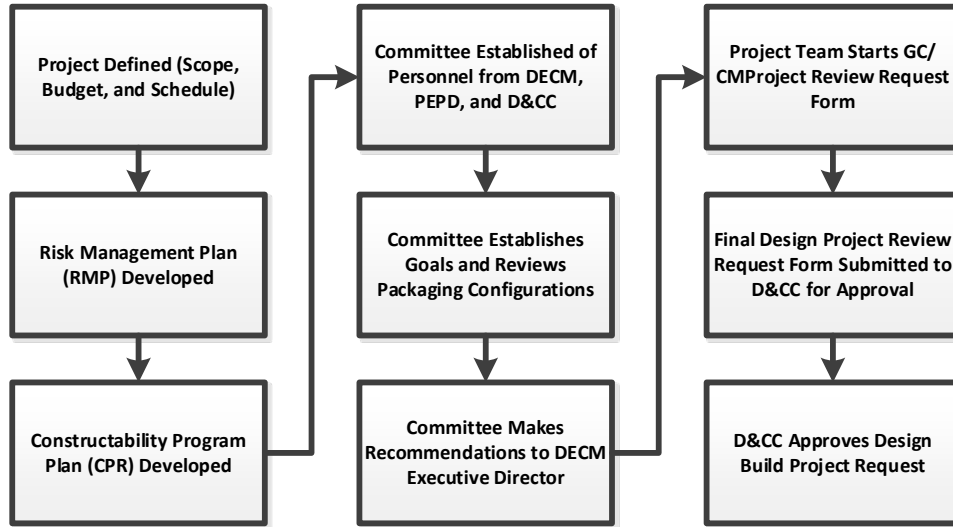 Project Defined (Scope,
Budget, and Schedule)
Risk Management Plan
(RMP) Developed
Constructability Program
Plan (CPR) Developed
Committee Established of
Personnel from DECM,
PEPD, and D&CC
Committee Establishes
Goals and Reviews
Packaging Configurations
Committee Makes
Recommendations to DECM
Executive Director
Project Team Starts GC/
CMProject Review Request
Form
Final Design Project Review
Request Form Submitted to
D&CC for Approval
D&CC Approves Design
Build Project Request